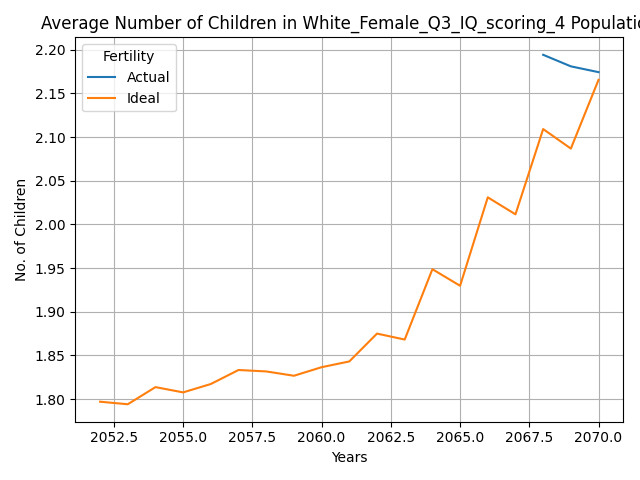 Average Number of Children in White_Female_Q3_IQ_scoring_4 Populatio
Fertility
Actual
Ideal
2.20
2.15
2.10
2.05
2.00
1.95
1.90
1.85
1.80
No. of Children
2052.5 2055.0 2057.5 2060.0 2062.5 2065.0 2067.5 2070.0
Years